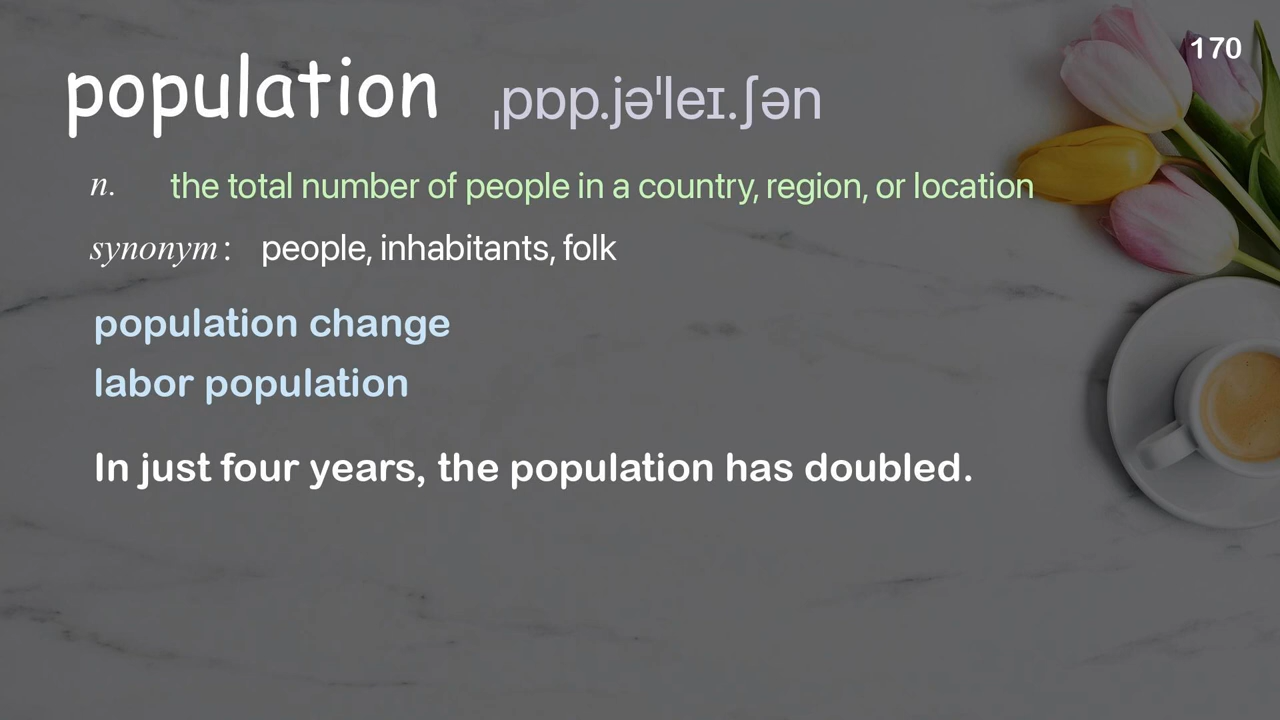 170
population ˌpɒp.jəˈleɪ.ʃən
n. the total number of people in a country, region, or location
synonym: people, inhabitants, folk
population change
labor population
In just four years, the population has doubled.